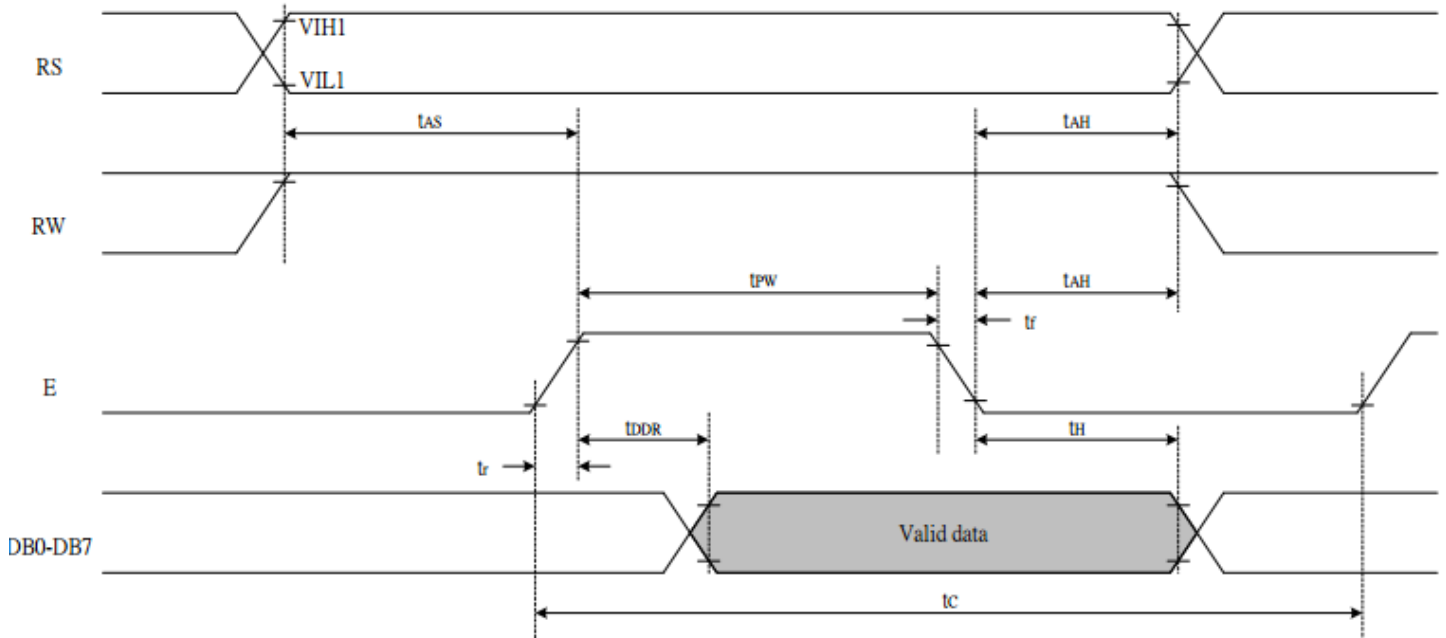 VIH1
RS
VIL1
tAS
tAH
RW
tPW
tAH
tf
E
tDDR
tH
tr
DB0-DB7
Valid data
tC